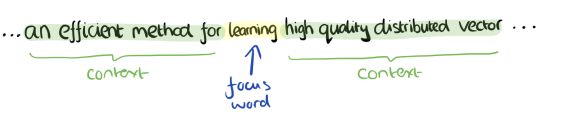 ...an efficient method for learning high quality distributed vector ...
context context
focus
word